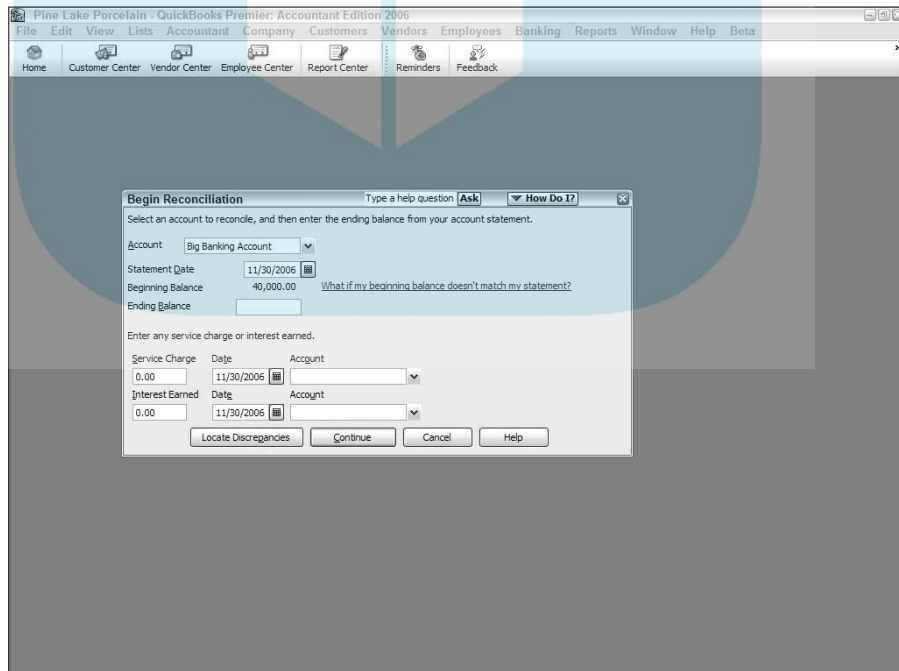 Pine Lake Porcelain - QuickBooks Premier: Accountant Edition 2006
File Edit View Lists Accountant Company Customers Vendors Employees Banking Reports Window Help Beta
Home Customer Center Vendor Center Employee Center Report Center Reminders Feedback
Begin Reconciliation Type a help question Ask How Do I?
Select an account to reconcile, and then enter the ending balance from your account statement.
Account Big Banking Account
Statement Date 11/30/2006
Beginning Balance 40,000.00 What if my beginning balance doesn't match my statement?
Ending Balance
Enter any service charge or interest earned.
Service Charge Date Account
0.00 11/30/2006
Interest Earned Date Account
0.00 11/30/2006
Locate Discrepancies Continue Cancel Help